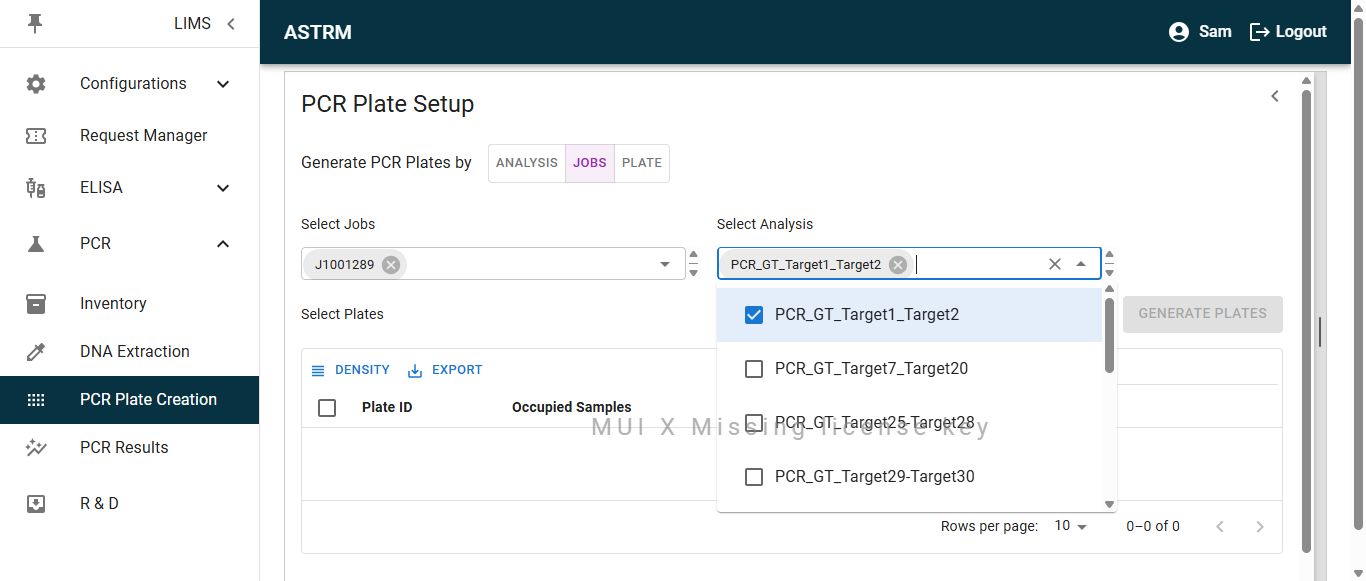 LIMS
ASTRM
Sam
Logout
Configurations
Request Manager
ELISA
PCR
Inventory
DNA Extraction
PCR Plate Creation
PCR Results
R & D
PCR Plate Setup
Generate PCR Plates by
ANALYSIS
JOBS
PLATE
Select Jobs
Select Analysis
J1001289
PCR_GT_Target1_Target2
Select Plates
GENERATE PLATES
PCR_GT_Target1_Target2
PCR_GT_Target7_Target20
PCR_GT_Target25-Target28
PCR_GT_Target29-Target30
DENSITY
EXPORT
Plate ID
Occupied Samples
MUI X Missing license key
Rows per page: 10
0–0 of 0